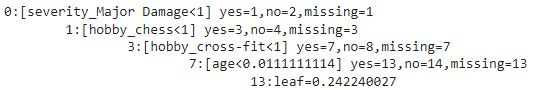 0:[severity_Major Damage<1] yes=1,no=2,missing=1
1:[hobby_chess<1] yes=3,no=4,missing=3
3:[hobby_cross-fit<1] yes=7,no=8,missing=7
7:[age<0.0111111114] yes=13,no=14,missing=13
13:leaf=0.242240027